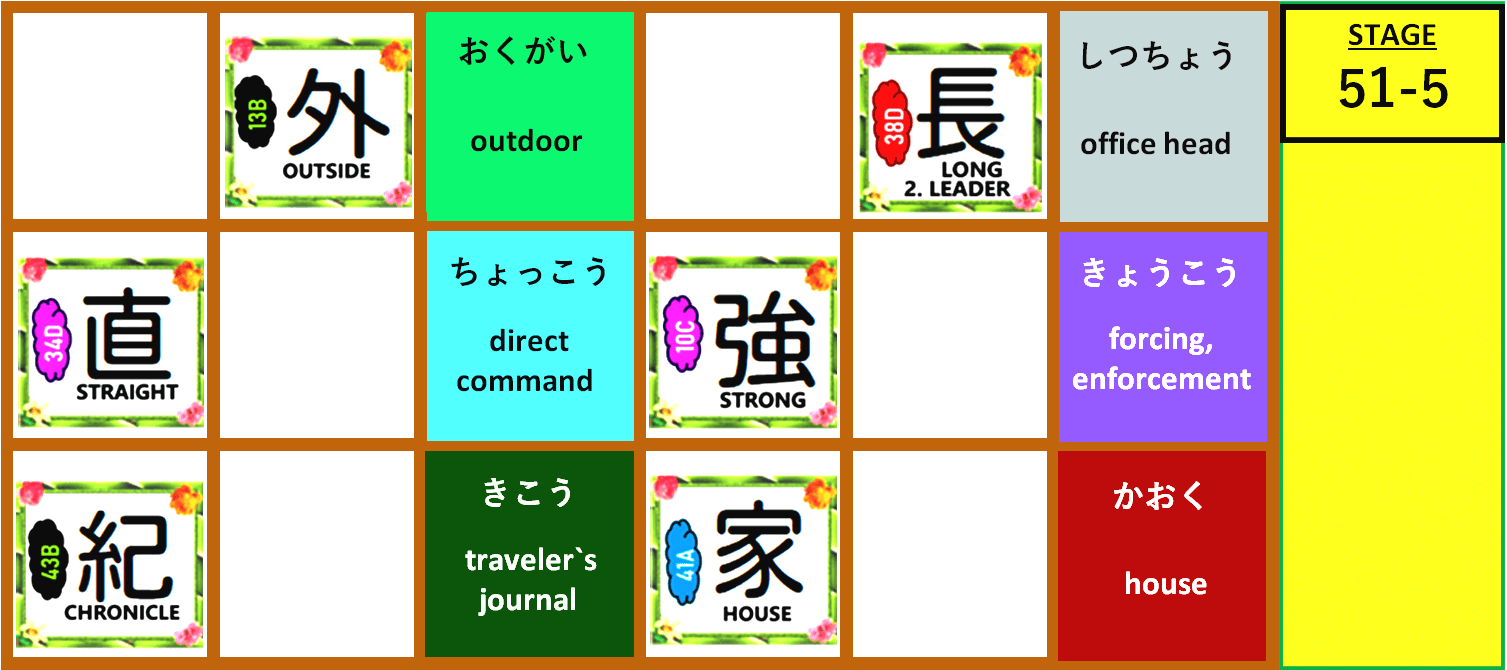 13B
外
OUTSIDE
おくがい
outdoor
38D
長
LONG
2. LEADER
しつちょう
office head
STAGE
51-5
34D
直
STRAIGHT
ちょっこう
direct
command
10C
強
STRONG
きょうこう
forcing,
enforcement
43B
紀
CHRONICLE
きこう
traveler`s
journal
41A
家
HOUSE
かおく
house